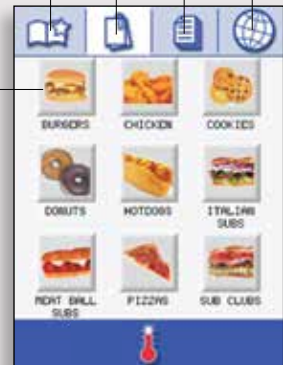 BURGERS CHICKEN COOKIES
DONUTS HOTDOGS ITALIAN
SUBS
MEAT BALL PIZZAS SUB CLUBS
SUBS